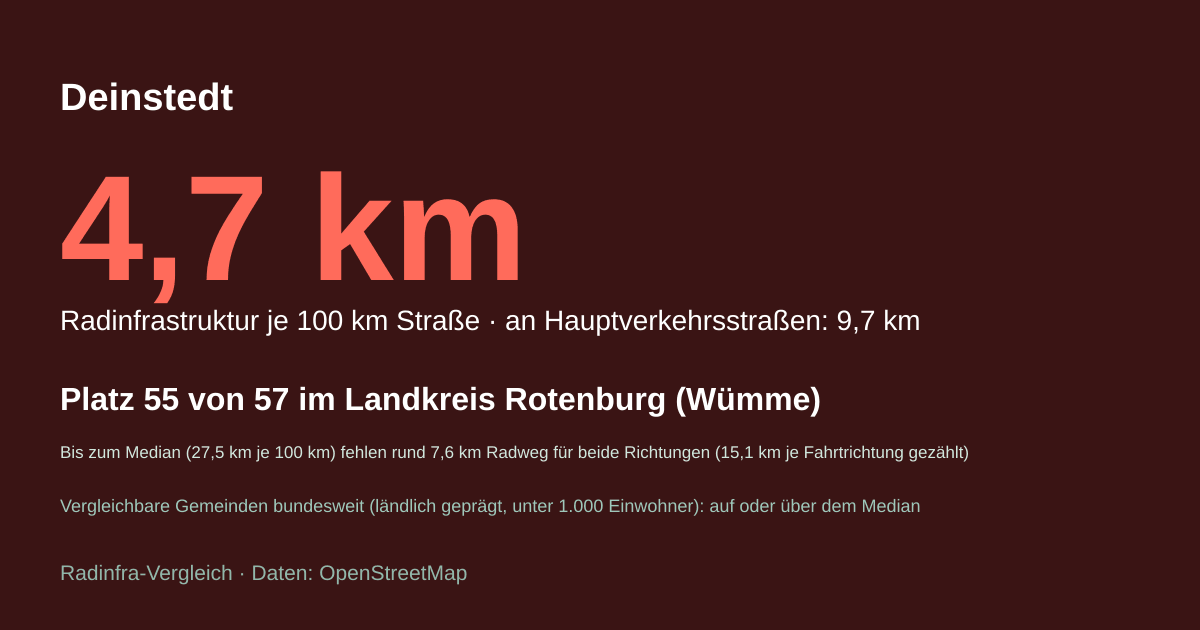 Deinstedt
4,7 km
Radinfrastruktur je 100 km Straße · an Hauptverkehrsstraßen: 9,7 km
Platz 55 von 57 im Landkreis Rotenburg (Wümme)
Bis zum Median (27,5 km je 100 km) fehlen rund 7,6 km Radweg für beide Richtungen (15,1 km je Fahrtrichtung gezählt)
Vergleichbare Gemeinden bundesweit (ländlich geprägt, unter 1.000 Einwohner): auf oder über dem Median
Radinfra-Vergleich · Daten: OpenStreetMap